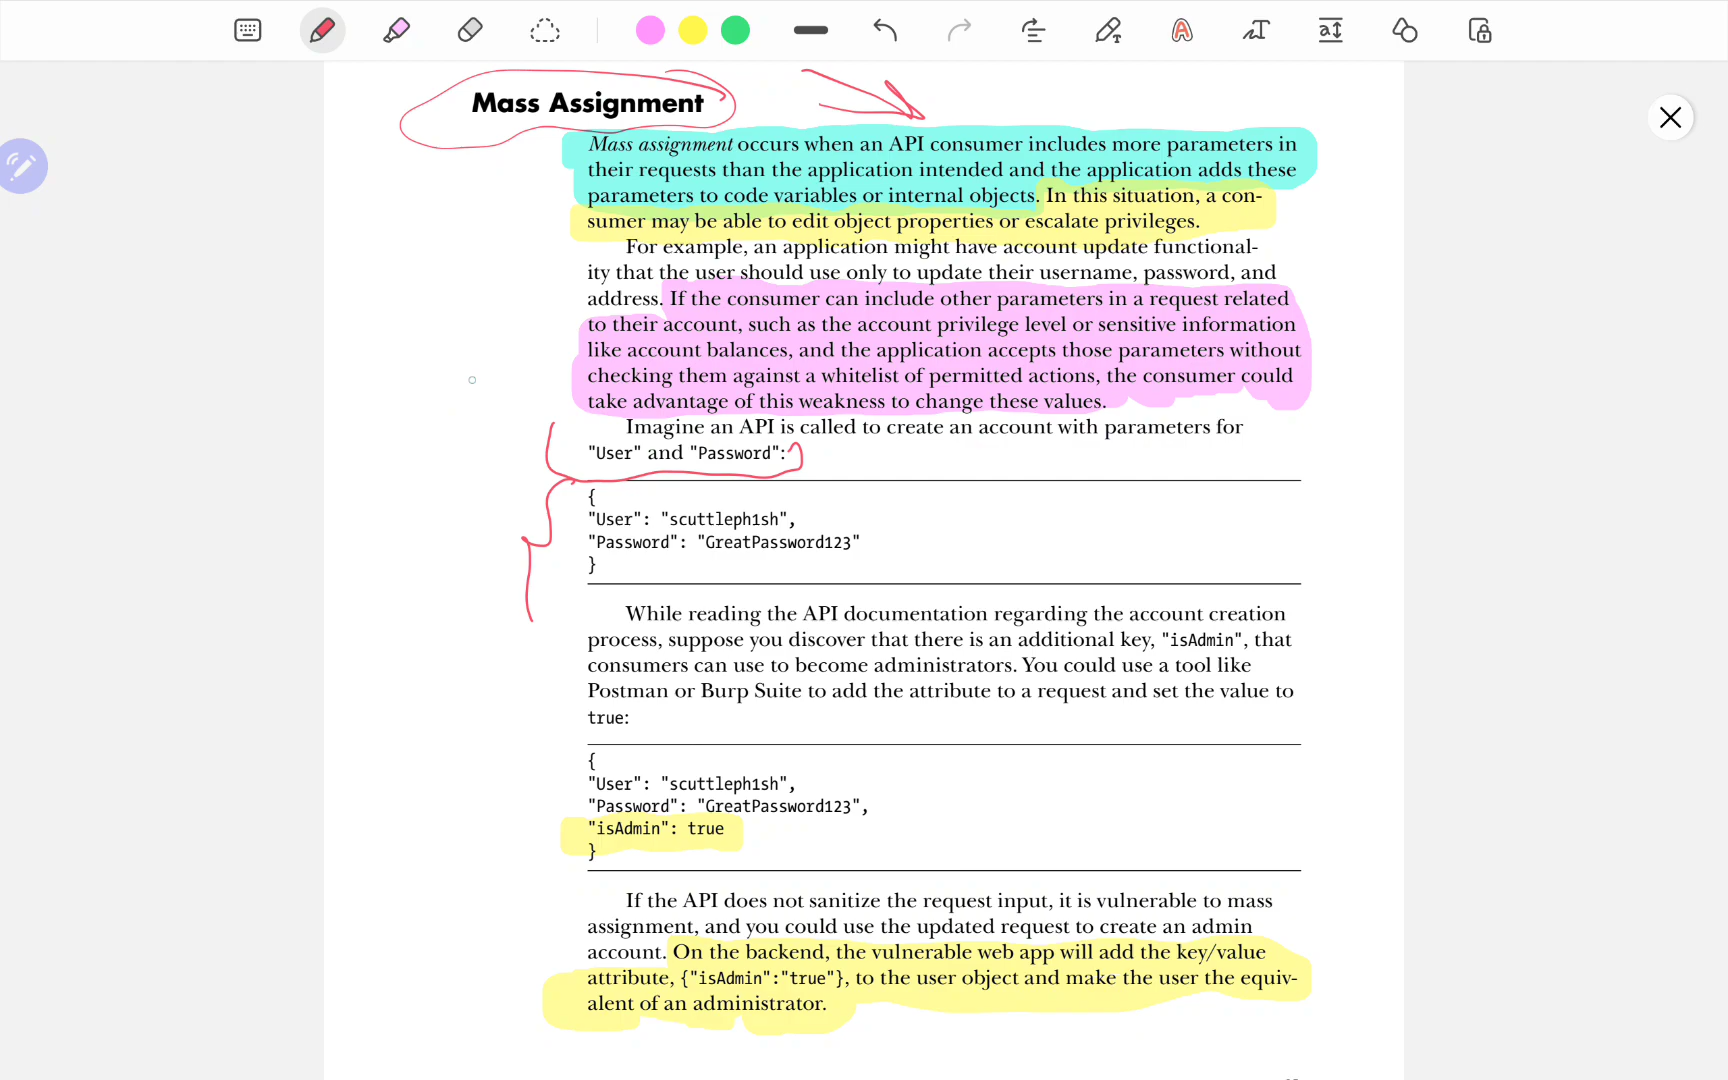 Mass Assignment
Mass assignment occurs when an API consumer includes more parameters in
their requests than the application intended and the application adds these
parameters to code variables or internal objects. In this situation, a con-
sumer may be able to edit object properties or escalate privileges.
For example, an application might have account update functional-
ity that the user should use only to update their username, password, and
address. If the consumer can include other parameters in a request related
to their account, such as the account privilege level or sensitive information
like account balances, and the application accepts those parameters without
checking them against a whitelist of permitted actions, the consumer could
take advantage of this weakness to change these values.
Imagine an API is called to create an account with parameters for
"User" and "Password":
{
"User": "scuttleph1sh",
"Password": "GreatPassword123"
}
While reading the API documentation regarding the account creation
process, suppose you discover that there is an additional key, "isAdmin", that
consumers can use to become administrators. You could use a tool like
Postman or Burp Suite to add the attribute to a request and set the value to
true:
{
"User": "scuttleph1sh",
"Password": "GreatPassword123",
"isAdmin": true
}
If the API does not sanitize the request input, it is vulnerable to mass
assignment, and you could use the updated request to create an admin
account. On the backend, the vulnerable web app will add the key/value
attribute, {"isAdmin":"true"}, to the user object and make the user the equiv-
alent of an administrator.